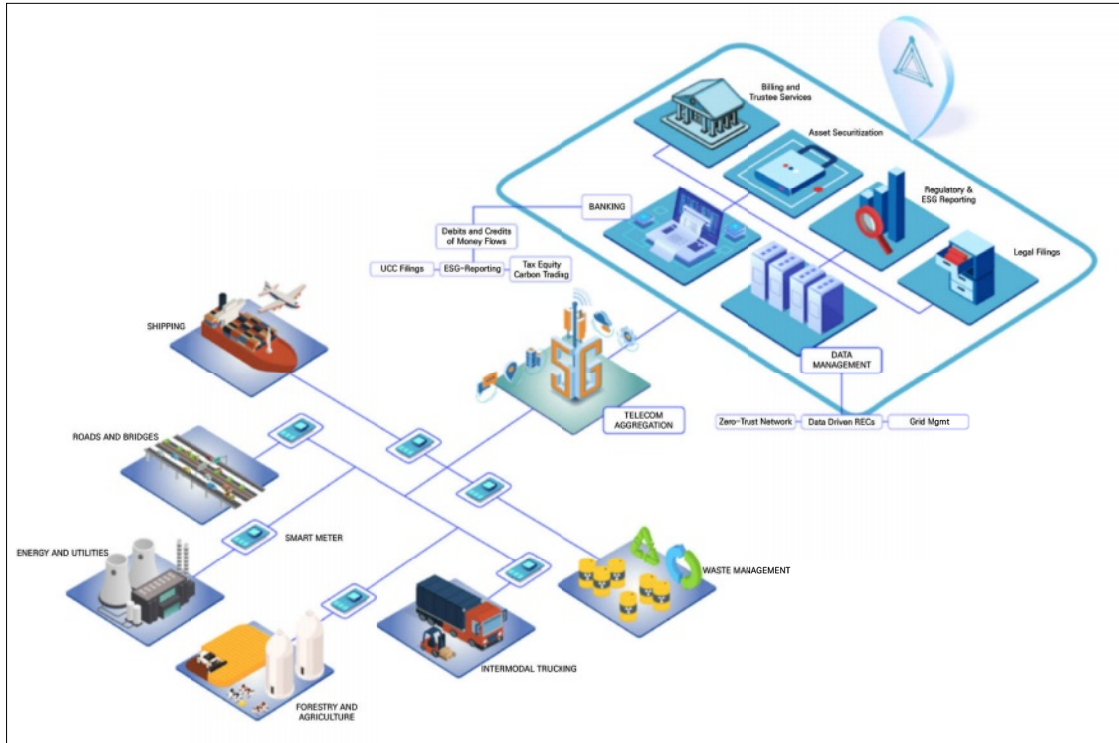 Billing and
Trustee Services
Asset Securitization
Regulatory &
ESG Reporting
Legal Filings
BANKING
Debits and Credits
of Money Flows
UCC Filings
ESG-Reporting
Tax Equity
Carbon Tradisg
DATA
MANAGEMENT
Zero-Trust Network
Data Driven RECs
Grid Mgmt
5G
TELECOM
AGGREGATION
SHIPPING
ROADS AND BRIDGES
SMART METER
ENERGY AND UTILITIES
WASTE MANAGEMENT
INTERMODAL TRUCKING
FORESTRY AND
AGRICULTURE